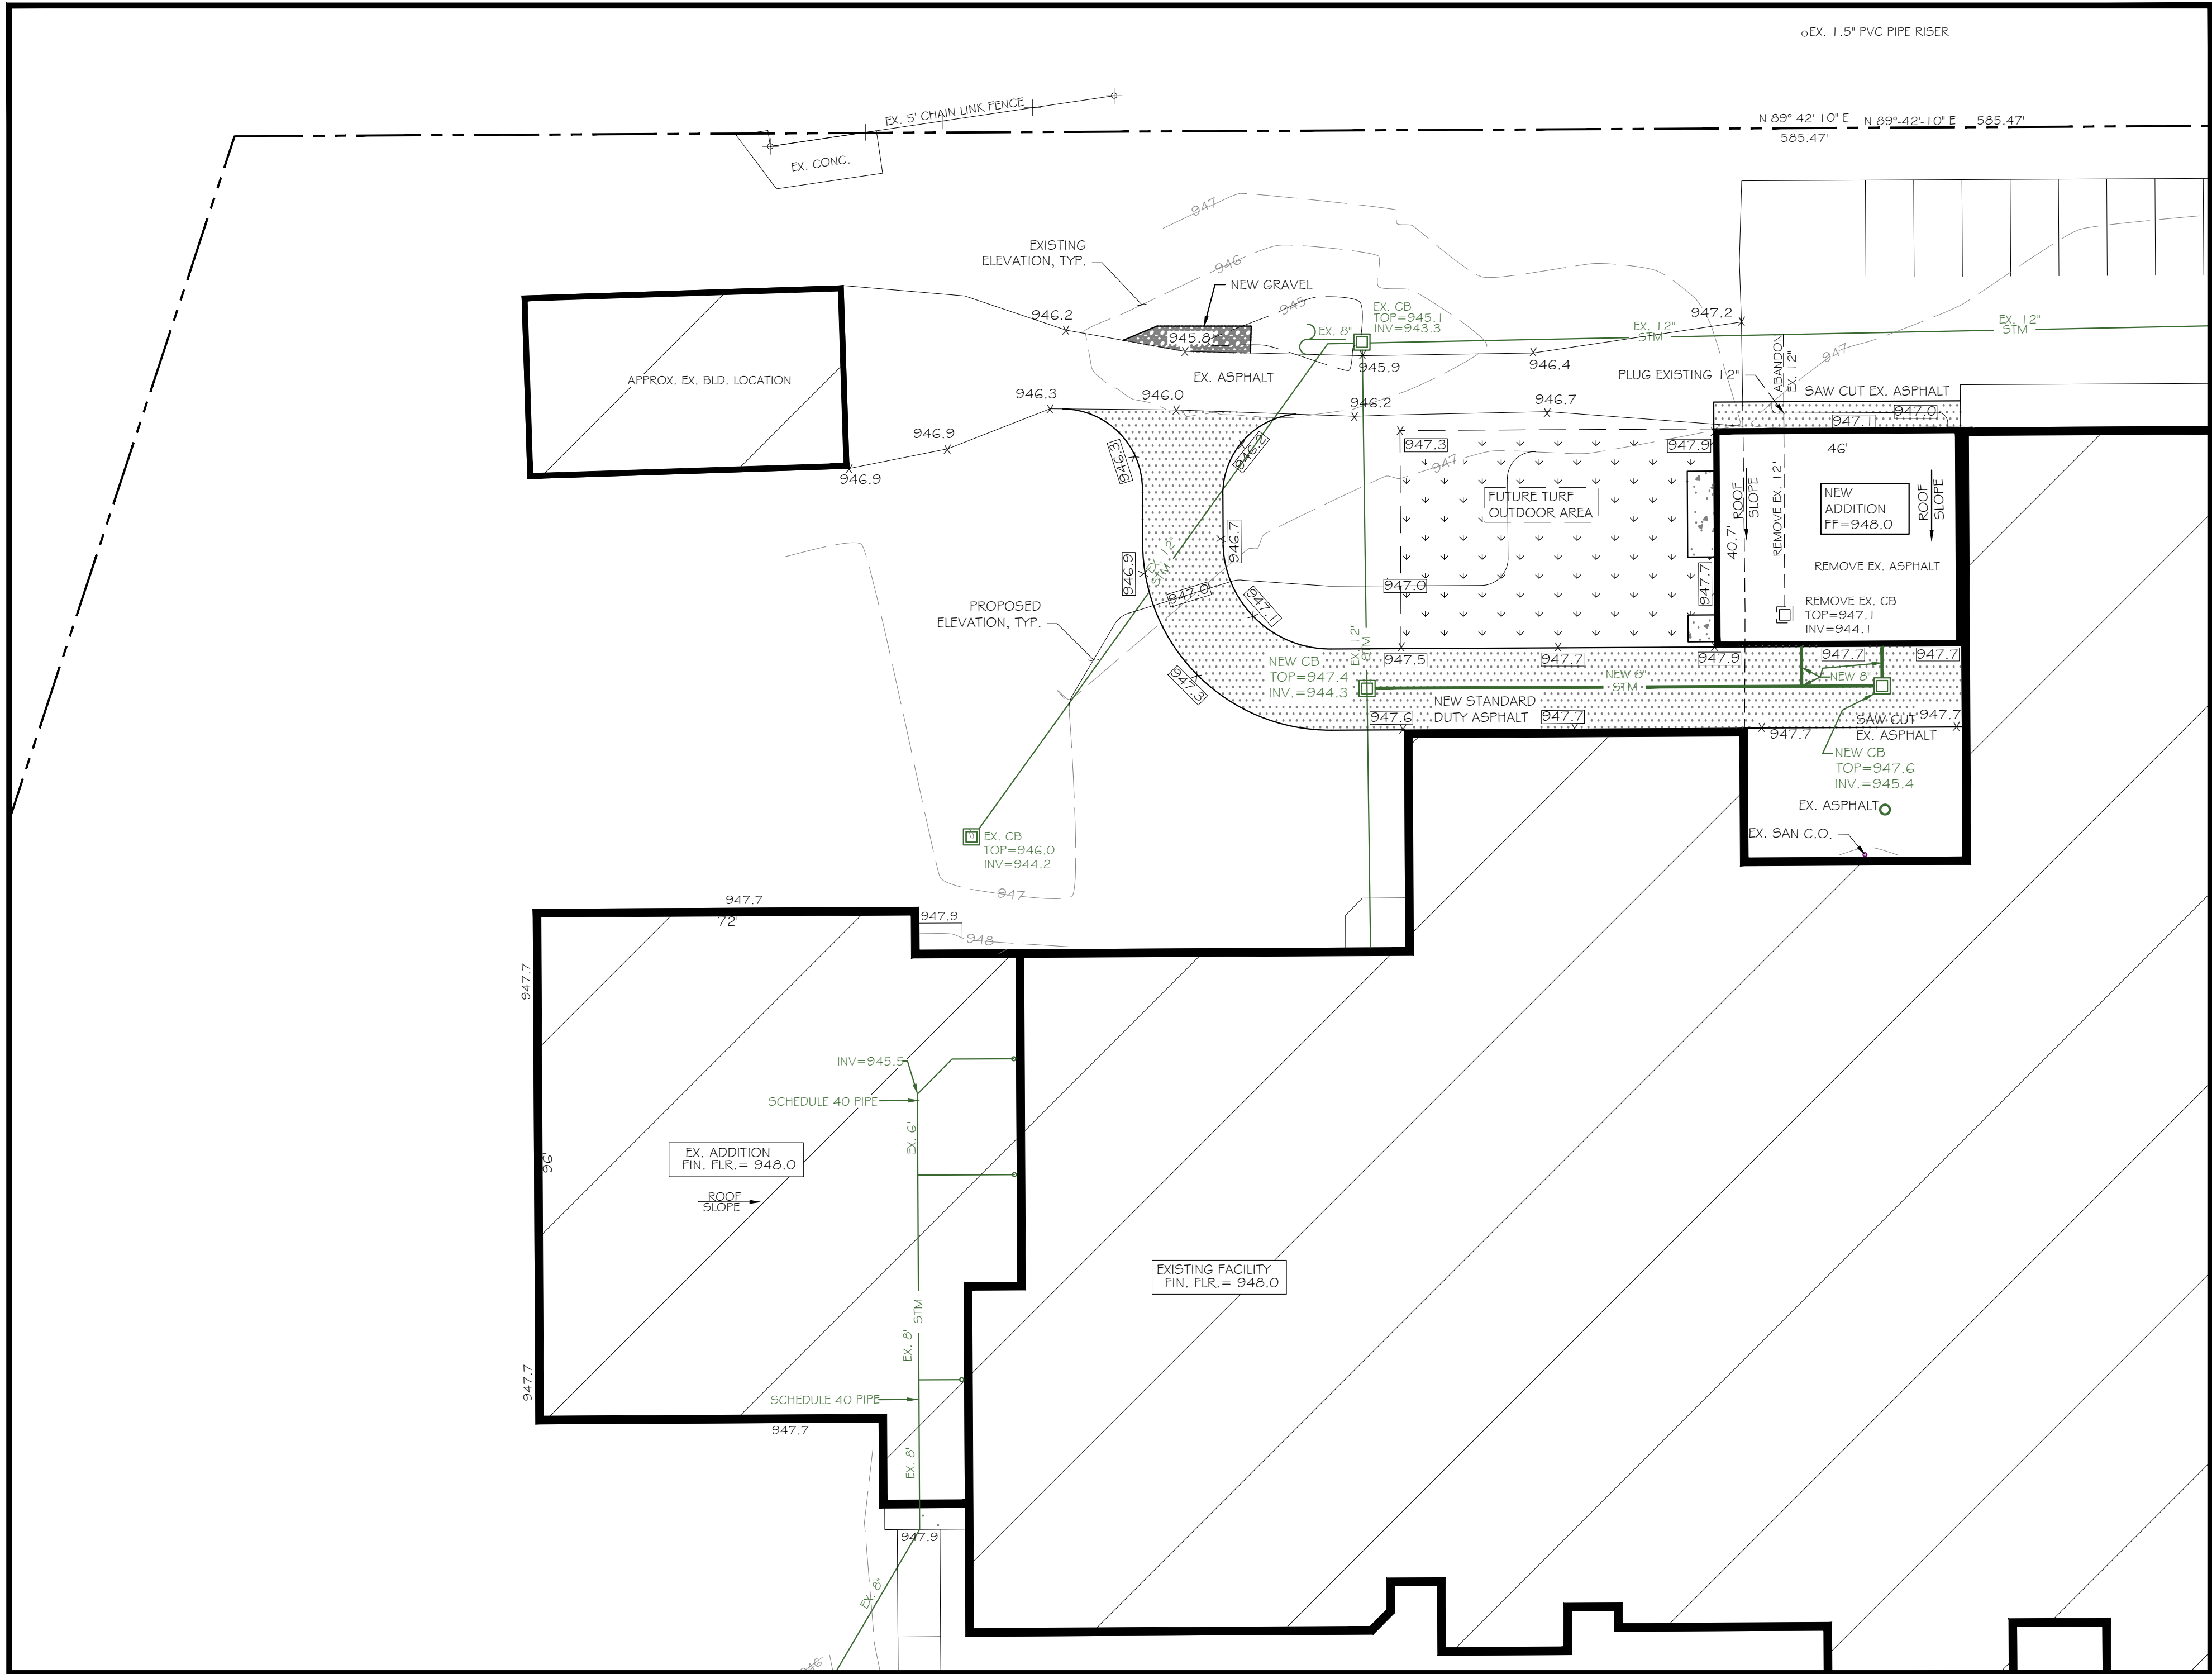 EX. 1.5" PVC PIPE RISER
EX. 5' CHAIN LINK FENCE
EX. CONC.
N 89° 42' 10" E
N 89°-42'-10" E
585.47'
585.47'
947
EXISTING
ELEVATION, TYP.
946
NEW GRAVEL
945
946.2
945.8
EX. 8"
EX. CB
TOP=945.1
INV=943.3
EX. 12"
STM
947.2
EX. 12"
STM
945.9
946.4
947
ABANDON
EX. 12"
PLUG EXISTING 12"
SAW CUT EX. ASPHALT
APPROX. EX. BLD. LOCATION
EX. ASPHALT
946.3
946.0
946.2
946.7
947.1
947.0
946.9
946.9
946.3
946.2
947.3
947.9
947
46'
FUTURE TURF
OUTDOOR AREA
ROOF
SLOPE
REMOVE EX. 12"
40.7'
NEW
ADDITION
FF=948.0
ROOF
SLOPE
946.7
946.9
EX. 12"
STM
947.0
947.1
947.0
947.7
REMOVE EX. ASPHALT
REMOVE EX. CB
TOP=947.1
INV=944.1
PROPOSED
ELEVATION, TYP.
EX. 12"
STM
NEW CB
TOP=947.4
INV.=944.3
947.5
947.7
947.9
947.7
947.7
947.3
NEW 8"
STM
NEW 8"
NEW STANDARD
DUTY ASPHALT
947.6
947.7
947.7
SAW CUT
EX. ASPHALT
947.7
NEW CB
TOP=947.6
INV.=945.4
EX. ASPHALT
EX. SAN C.O.
EX. CB
TOP=946.0
INV=944.2
947
947.7
72'
947.9
948
947.7
INV=945.5
SCHEDULE 40 PIPE
EX. 6"
EX. ADDITION
FIN. FLR.= 948.0
96'
ROOF
SLOPE
EXISTING FACILITY
FIN. FLR.= 948.0
STM
EX. 8"
947.7
SCHEDULE 40 PIPE
947.7
EX. 8"
947.9
EX. 8"
946